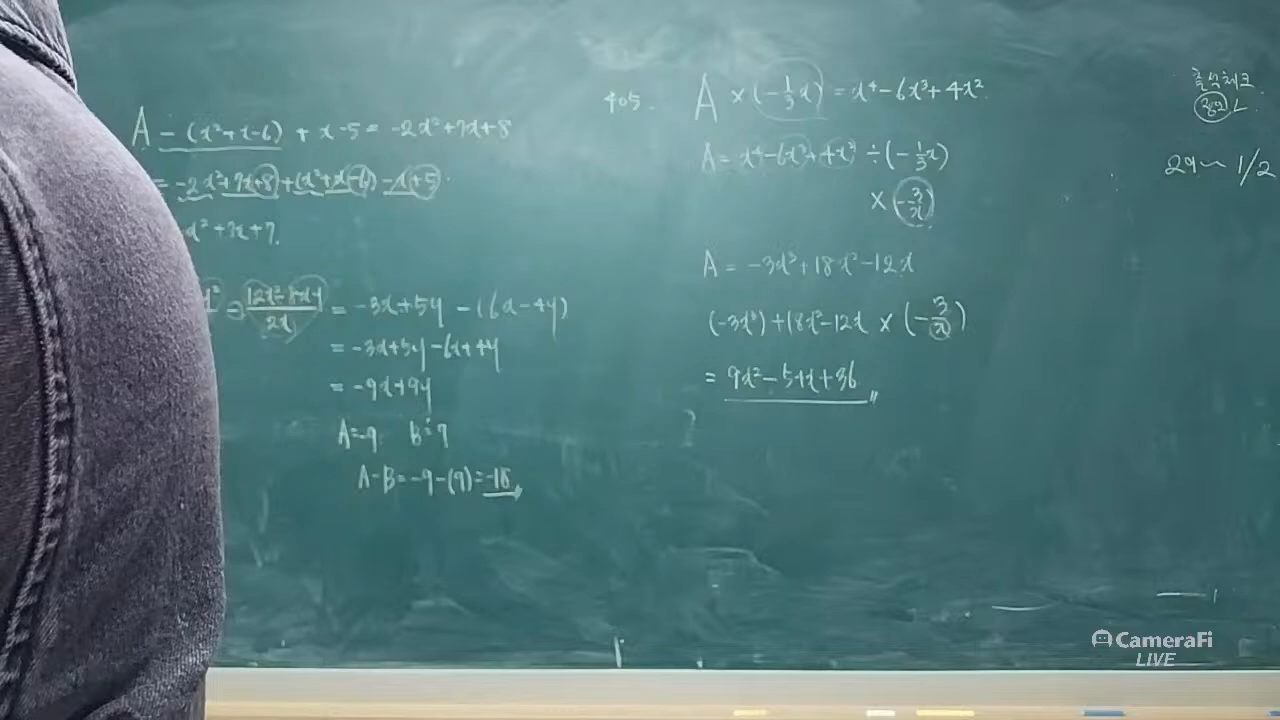 A - (x²+x-6) + x-5 = -2x²+7x+8
= -2x²+7x+8+(x²+x-6)-x+5
x²+7x+7.
= -3x+5y - (6x-4y)
= -3x+5y-6x+4y
= -9x+9y
A=-9 B=9
A-B=-9-(9)=-18
405.
A × (-1/3x) = x⁴-6x³+4x²
A = x⁴-6x³+4x² ÷ (-1/3x)
× (-3/x)
A = -3x³+18x²-12x
(-3x³)+18x²-12x × (-3/x)
= 9x²-54x+36
출석체크
29~ 1/2
CameraFi
LIVE